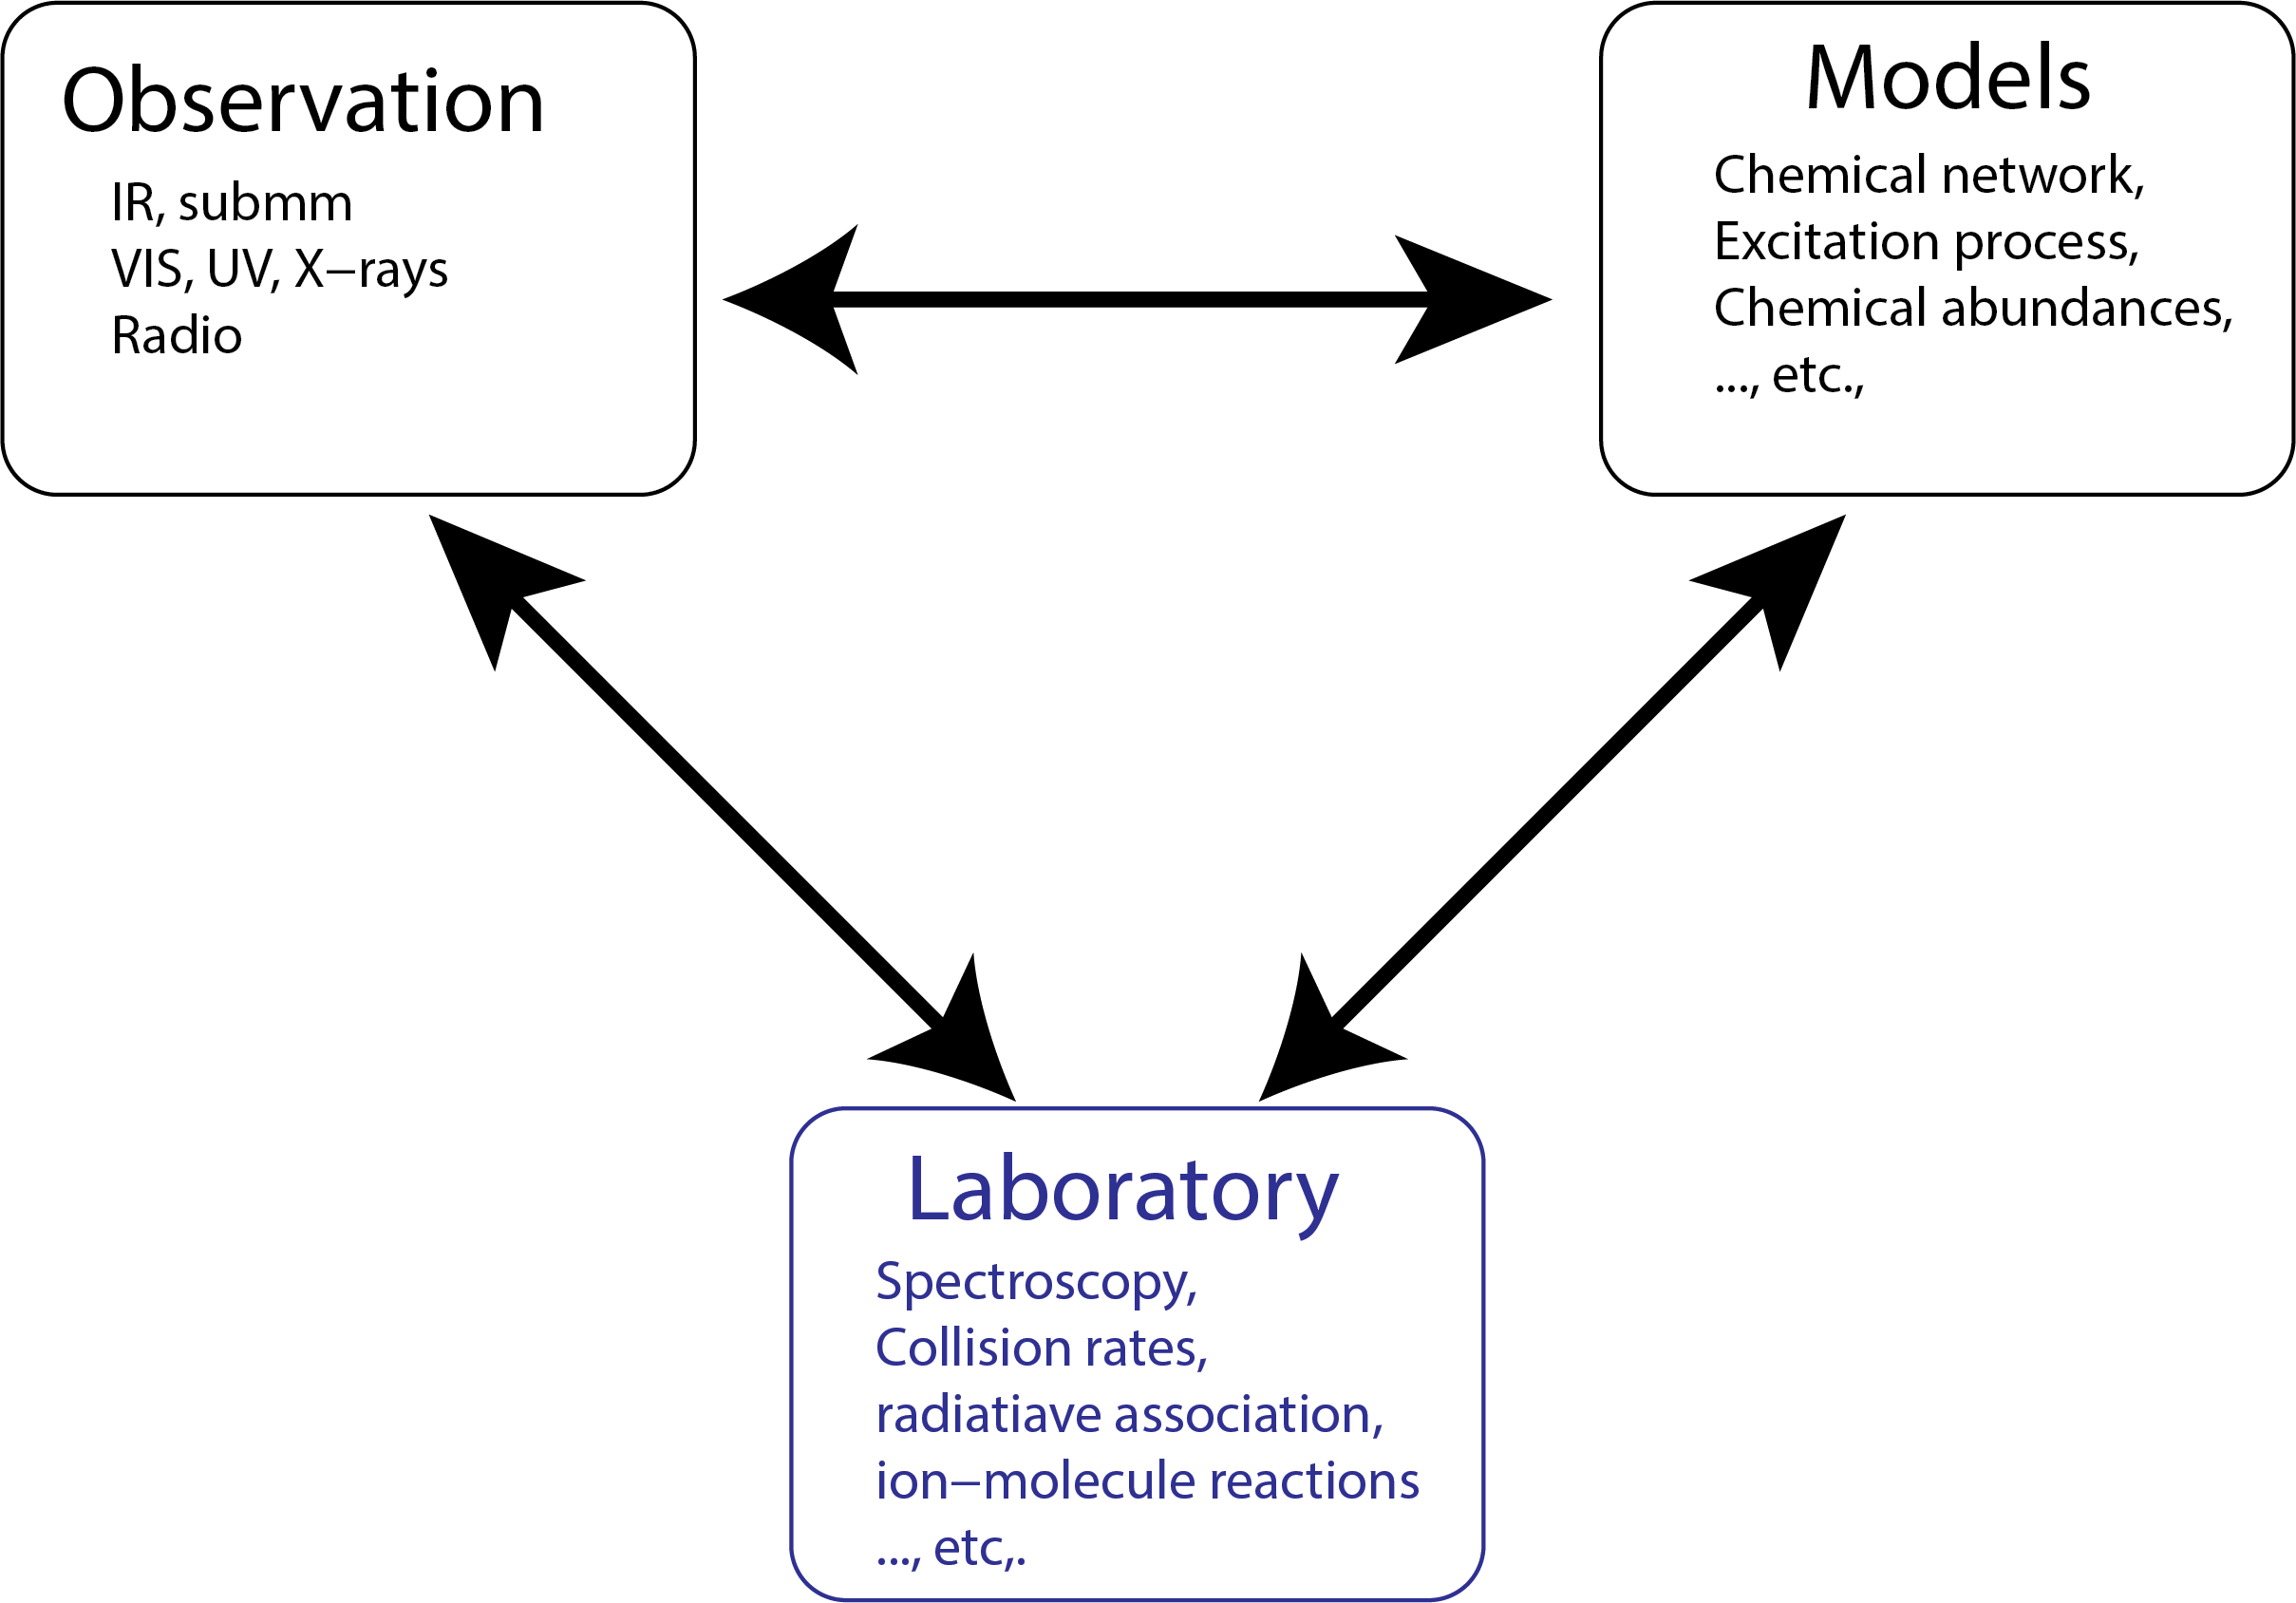 Observation
IR, submm
VIS, UV, X−rays
Radio
Models
Chemical network,
Excitation process,
Chemical abundances,
..., etc.,
Laboratory
Spectroscopy,
Collision rates,
radiatiave association,
ion−molecule reactions
..., etc,.